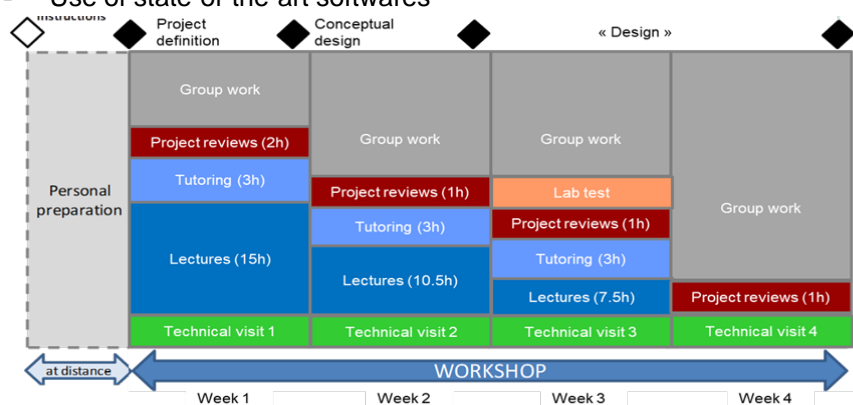 Use of state of the art softwares
Instructions
Project
definition
Conceptual
design
« Design »
Group work
Project reviews (2h)
Tutoring (3h)
Lectures (15h)
Technical visit 1
Personal
preparation
Group work
Project reviews (1h)
Tutoring (3h)
Lectures (10.5h)
Technical visit 2
Group work
Lab test
Project reviews (1h)
Tutoring (3h)
Lectures (7.5h)
Technical visit 3
Group work
Project reviews (1h)
Technical visit 4
at distance
WORKSHOP
Week 1
Week 2
Week 3
Week 4